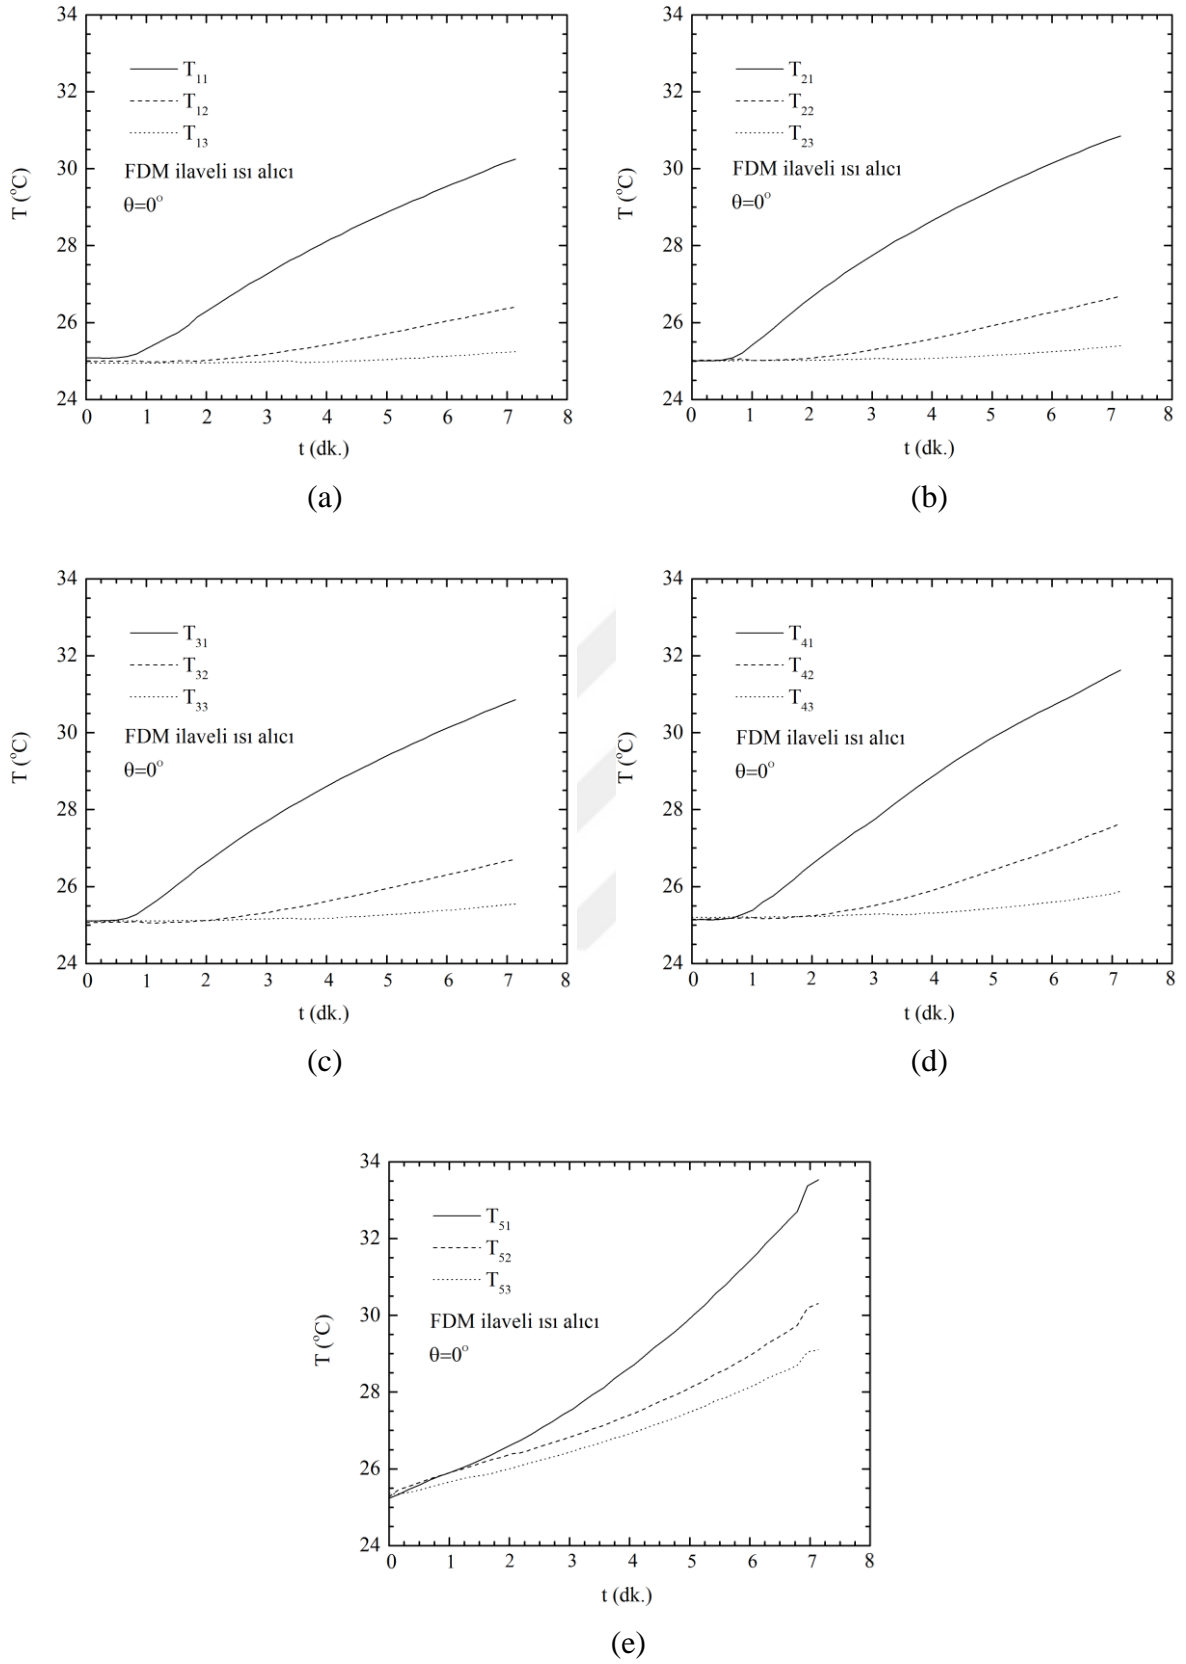 34
32
30
28
26
24
T (°C)
T₁₁
T₁₂
T₁₃
FDM ilaveli ısı alıcı
θ=0°
0 1 2 3 4 5 6 7 8
t (dk.)
(a)
34
32
30
28
26
24
T (°C)
T₂₁
T₂₂
T₂₃
FDM ilaveli ısı alıcı
θ=0°
0 1 2 3 4 5 6 7 8
t (dk.)
(b)
34
32
30
28
26
24
T (°C)
T₃₁
T₃₂
T₃₃
FDM ilaveli ısı alıcı
θ=0°
0 1 2 3 4 5 6 7 8
t (dk.)
(c)
34
32
30
28
26
24
T (°C)
T₄₁
T₄₂
T₄₃
FDM ilaveli ısı alıcı
θ=0°
0 1 2 3 4 5 6 7 8
t (dk.)
(d)
34
32
30
28
26
24
T (°C)
T₅₁
T₅₂
T₅₃
FDM ilaveli ısı alıcı
θ=0°
0 1 2 3 4 5 6 7 8
t (dk.)
(e)